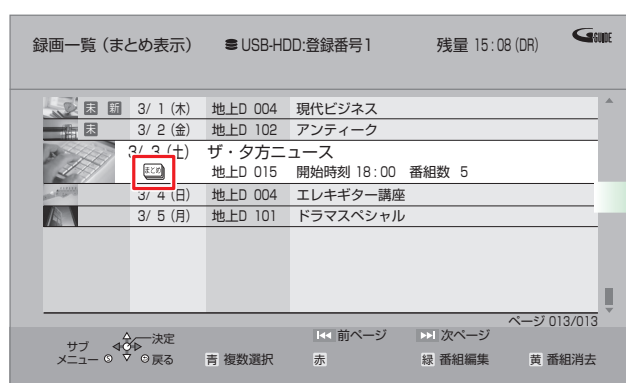 録画一覧（まとめ表示） USB-HDD:登録番号1 残量 15:08 (DR) G-GUIDE
未 新 3/ 1 (木) 地上D 004 現代ビジネス
未 3/ 2 (金) 地上D 102 アンティーク
3/ 3 (土) ザ・夕方ニュース
まとめ 地上D 015 開始時刻 18:00 番組数 5
3/ 4 (日) 地上D 004 エレキギター講座
3/ 5 (月) 地上D 101 ドラマスペシャル
ページ 013/013
サブメニュー 決定 戻る
前ページ 次ページ
青 複数選択 赤 緑 番組編集 黄 番組消去